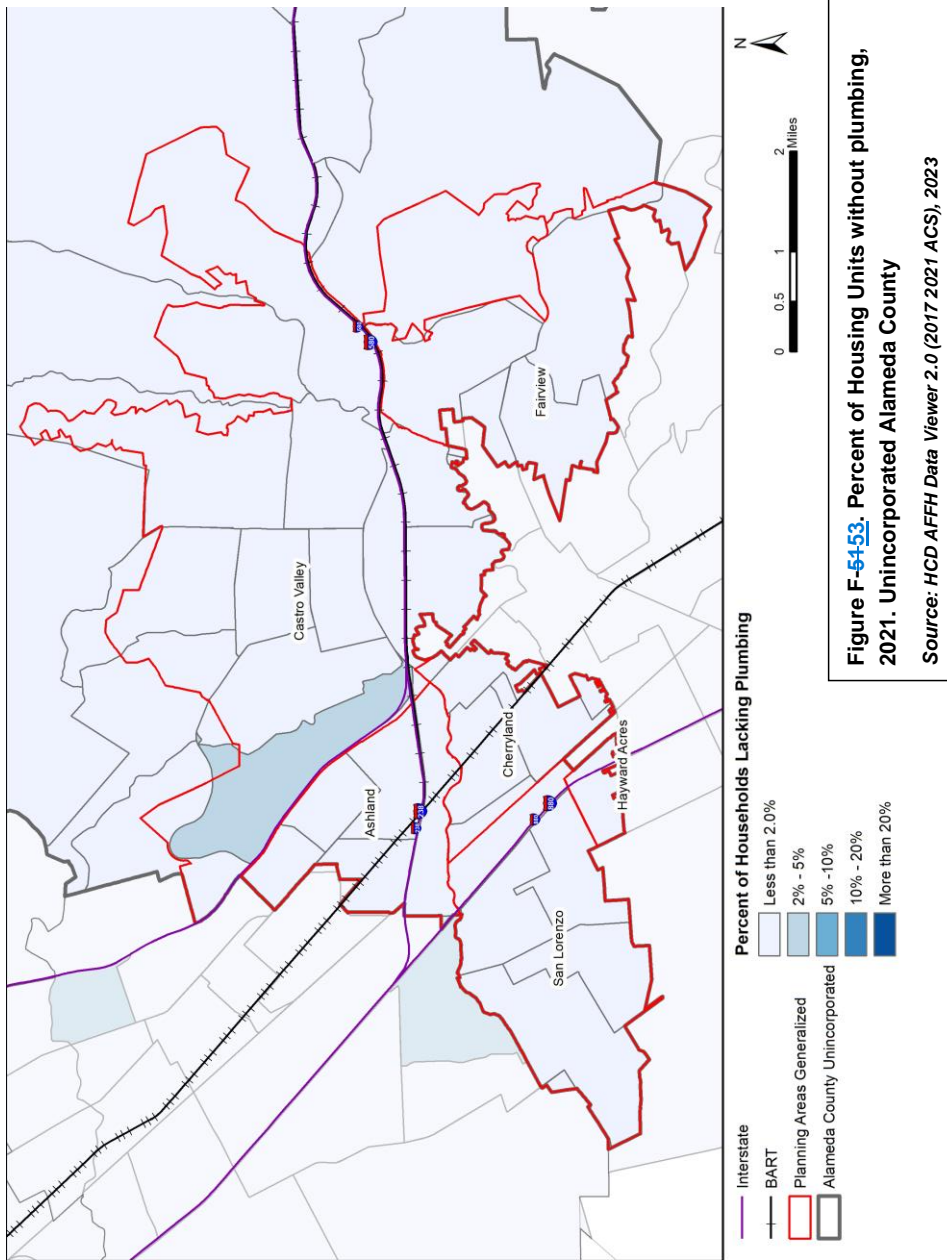 Castro Valley
Ashland
Fairview
Cherryland
Hayward Acres
San Lorenzo
580
880
N
0 0.5 1 2
Miles
Interstate
BART
Planning Areas Generalized
Alameda County Unincorporated
Percent of Households Lacking Plumbing
Less than 2.0%
2% - 5%
5% -10%
10% - 20%
More than 20%
Figure F-5153. Percent of Housing Units without plumbing,
2021. Unincorporated Alameda County
Source: HCD AFFH Data Viewer 2.0 (2017 2021 ACS), 2023